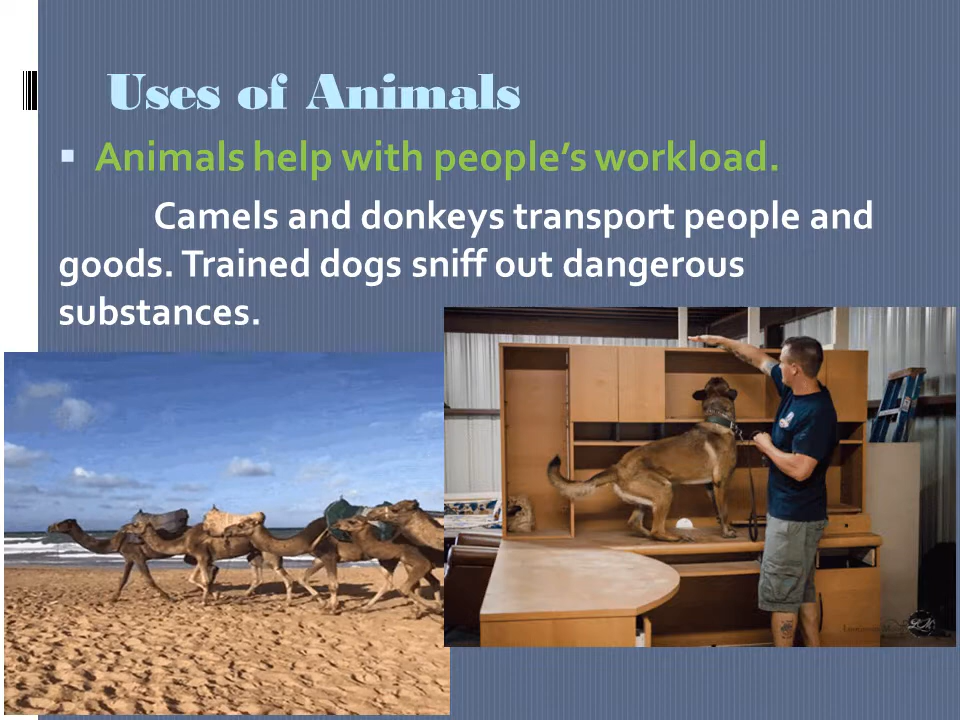 Uses of Animals
▪ Animals help with people's workload.
Camels and donkeys transport people and
goods. Trained dogs sniff out dangerous
substances.